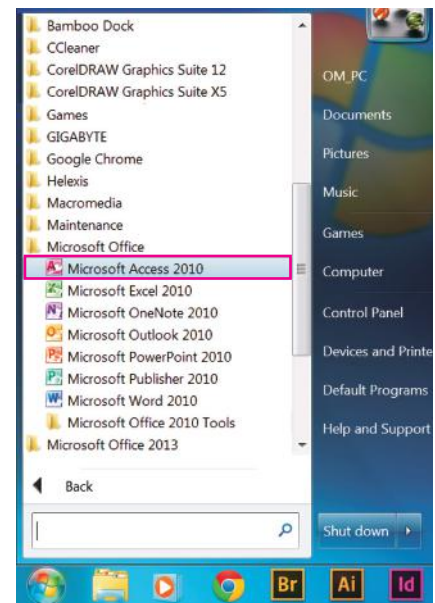 Bamboo Dock
CCleaner
CorelDRAW Graphics Suite 12
CorelDRAW Graphics Suite X5
Games
GIGABYTE
Google Chrome
Helexis
Macromedia
Maintenance
Microsoft Office
Microsoft Access 2010
Microsoft Excel 2010
Microsoft OneNote 2010
Microsoft Outlook 2010
Microsoft PowerPoint 2010
Microsoft Publisher 2010
Microsoft Word 2010
Microsoft Office 2010 Tools
Microsoft Office 2013
Back
OM_PC
Documents
Pictures
Music
Games
Computer
Control Panel
Devices and Printe
Default Programs
Help and Support
Shut down
Br
Ai
Id